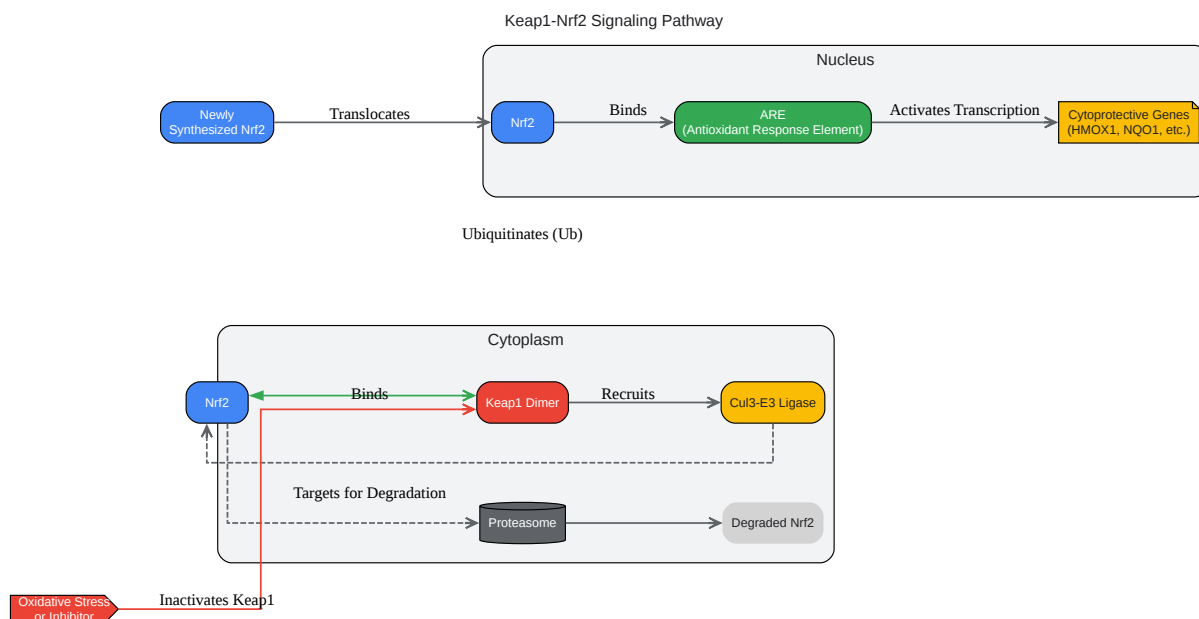 Keap1-Nrf2 Signaling Pathway
Nucleus
Newly
Synthesized Nrf2
Translocates
Nrf2
Binds
ARE
(Antioxidant Response Element)
Activates Transcription
Cytoprotective Genes
(HMOX1, NQO1, etc.)
Ubiquitinates (Ub)
Cytoplasm
Nrf2
Binds
Keap1 Dimer
Recruits
Cul3-E3 Ligase
Targets for Degradation
Proteasome
Degraded Nrf2
Inactivates Keap1
Oxidative Stress
or Inhibitor